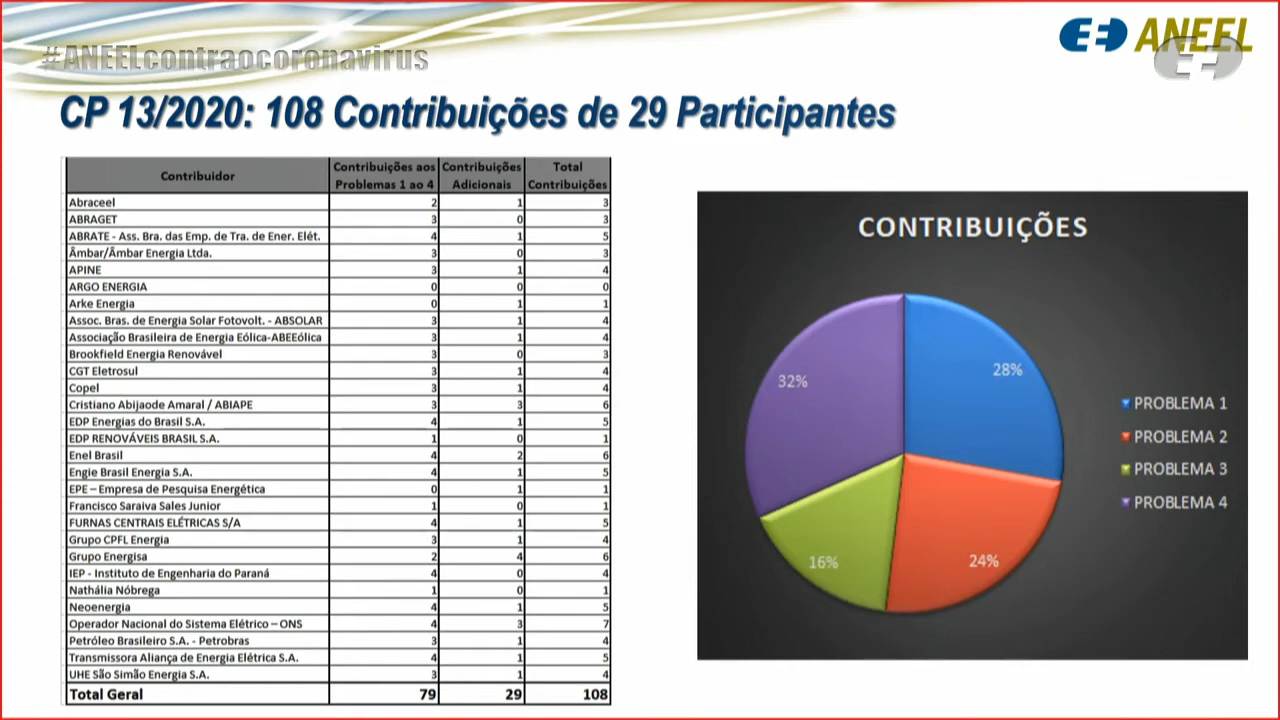 #ANEELcontraocoronavirus
ANEEL
CP 13/2020: 108 Contribuições de 29 Participantes
Contribuidor Contribuições aos Problemas 1 ao 4 Contribuições Adicionais Total Contribuições
Abraceel 2 1 3
ABRAGET 3 0 3
ABRATE - Ass. Bra. das Emp. de Tra. de Ener. Elét. 4 1 5
Âmbar/Âmbar Energia Ltda. 3 0 3
APINE 3 1 4
ARGO ENERGIA 0 0 0
Arke Energia 0 1 1
Assoc. Bras. de Energia Solar Fotovolt. - ABSOLAR 3 1 4
Associação Brasileira de Energia Eólica-ABEEólica 3 1 4
Brookfield Energia Renovável 3 0 3
CGT Eletrosul 3 1 4
Copel 3 1 4
Cristiano Abijaode Amaral / ABIAPE 3 3 6
EDP Energias do Brasil S.A. 4 1 5
EDP RENOVÁVEIS BRASIL S.A. 1 0 1
Enel Brasil 4 2 6
Engie Brasil Energia S.A. 4 1 5
EPE – Empresa de Pesquisa Energética 0 1 1
Francisco Saraiva Sales Junior 1 0 1
FURNAS CENTRAIS ELÉTRICAS S/A 4 1 5
Grupo CPFL Energia 3 1 4
Grupo Energisa 2 4 6
IEP - Instituto de Engenharia do Paraná 4 0 4
Nathália Nóbrega 1 0 1
Neoenergia 4 1 5
Operador Nacional do Sistema Elétrico – ONS 4 3 7
Petróleo Brasileiro S.A. - Petrobras 3 1 4
Transmissora Aliança de Energia Elétrica S.A. 4 1 5
UHE São Simão Energia S.A. 3 1 4
Total Geral 79 29 108
CONTRIBUIÇÕES
28%
32%
24%
16%
PROBLEMA 1
PROBLEMA 2
PROBLEMA 3
PROBLEMA 4